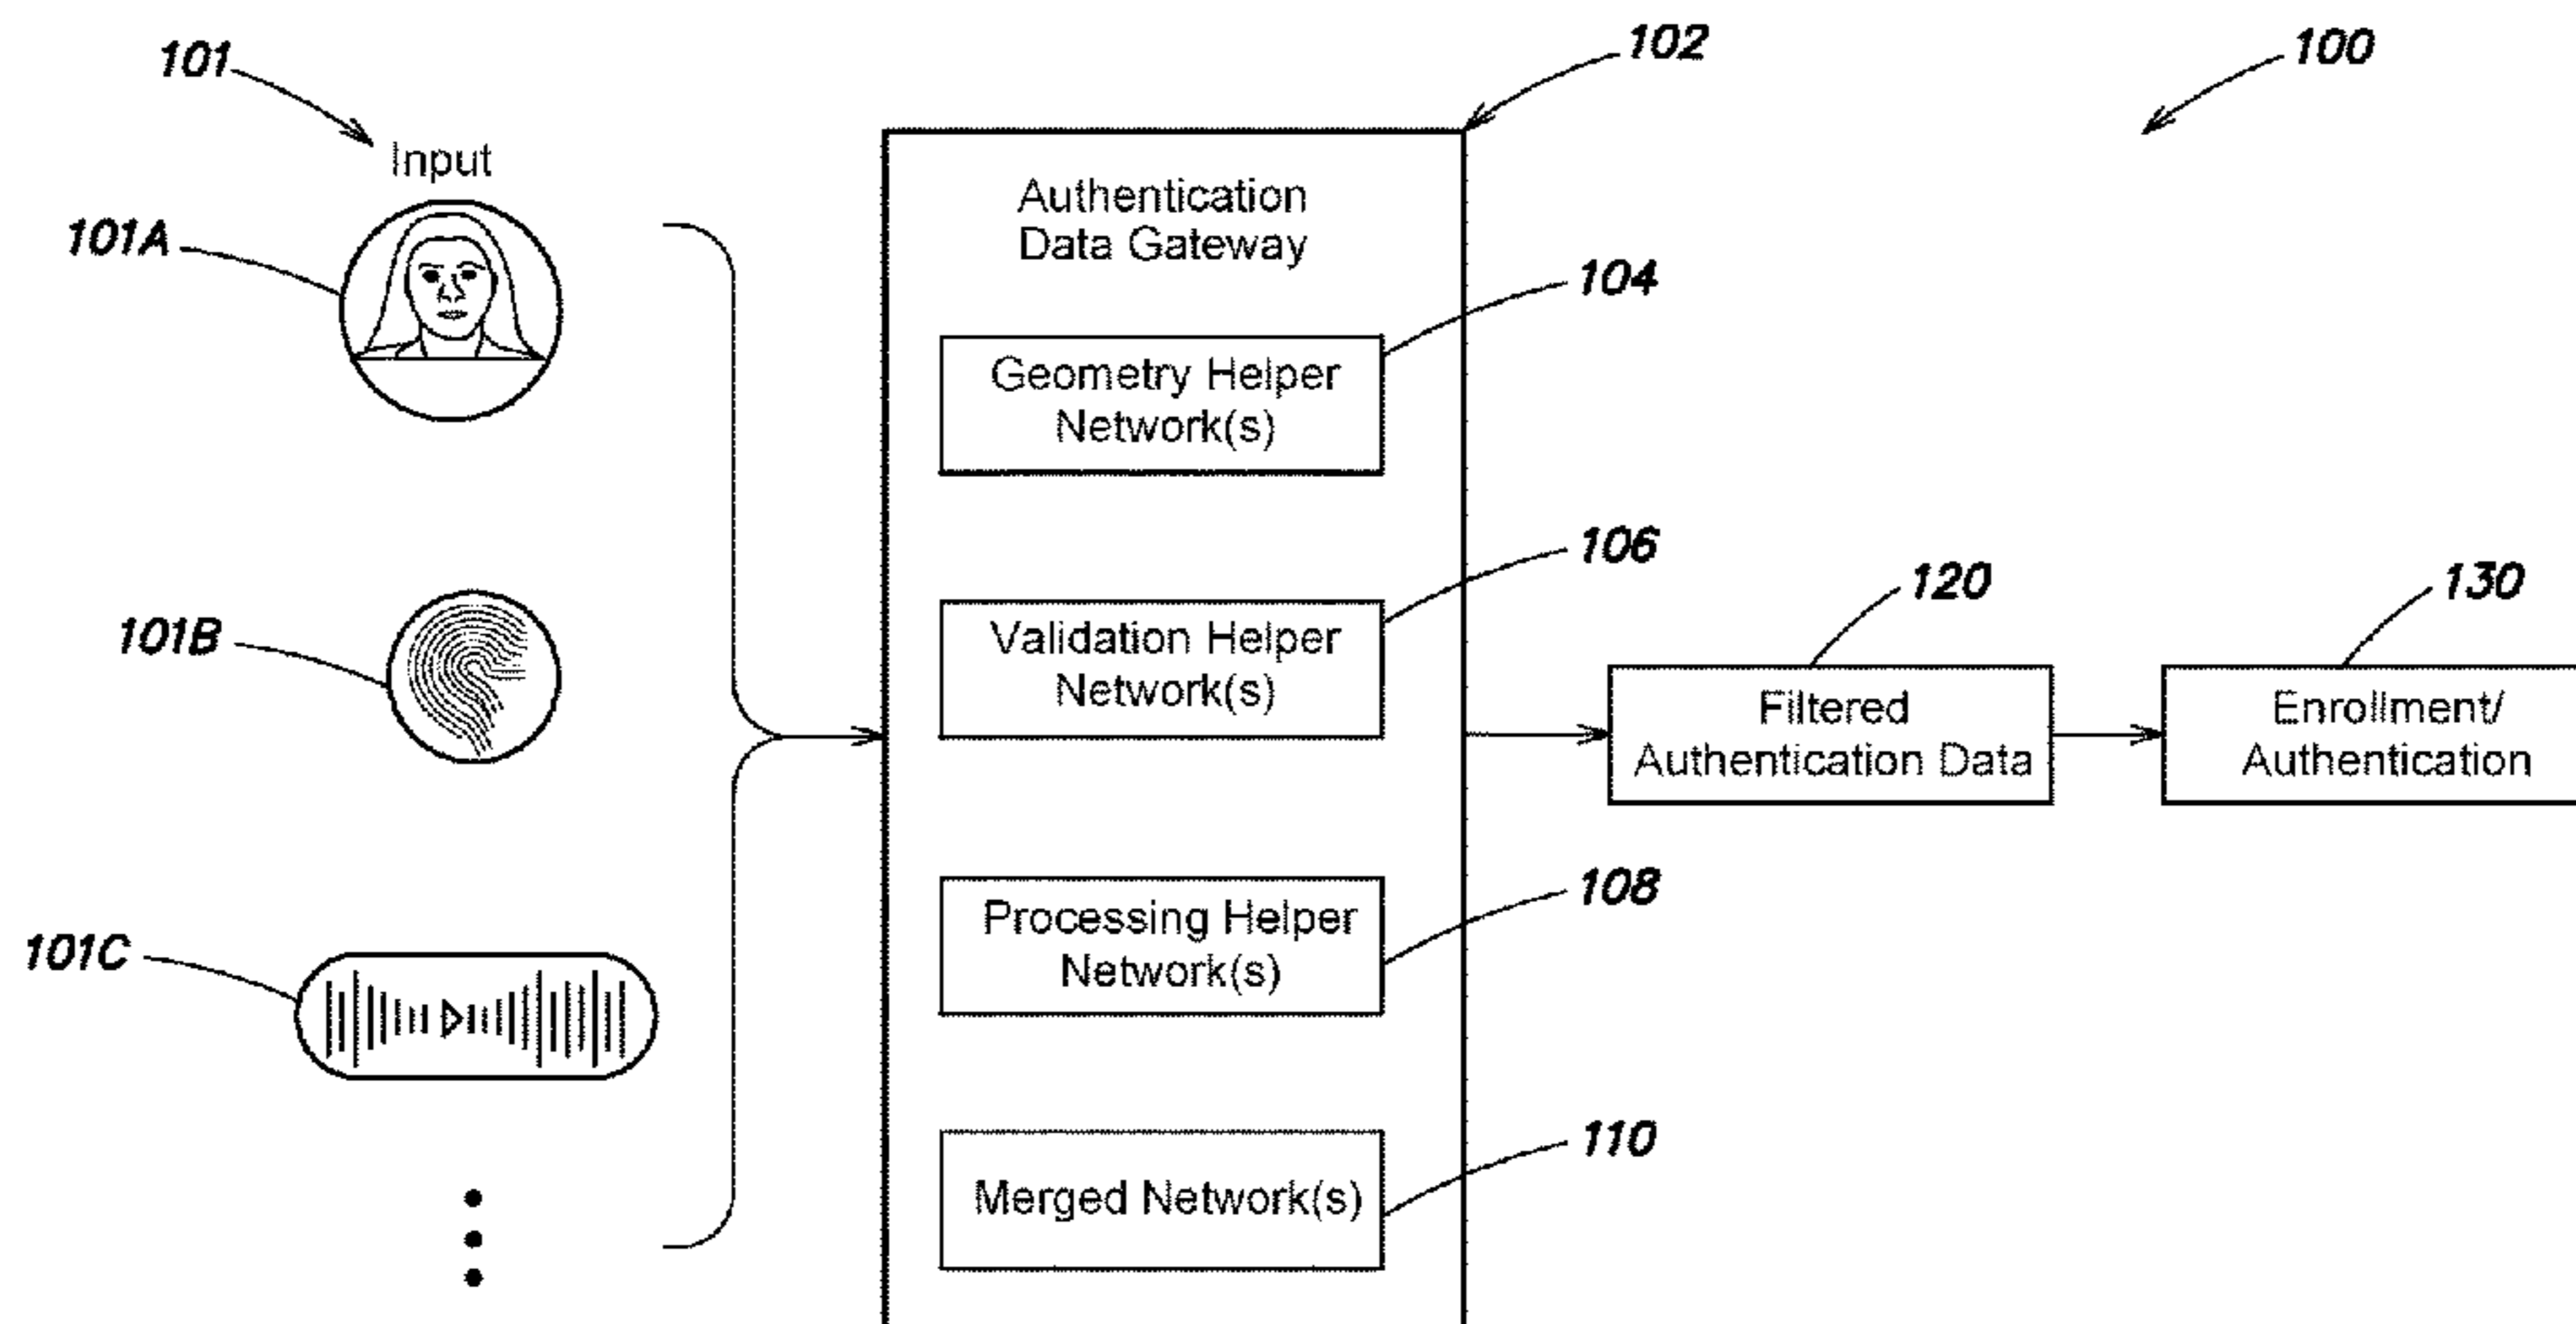 101
102
100
Input
101A
Authentication
Data Gateway
104
Geometry Helper
Network(s)
106
101B
Validation Helper
Network(s)
120
130
Filtered
Authentication Data
Enrollment/
Authentication
108
Processing Helper
Network(s)
101C
110
Merged Network(s)